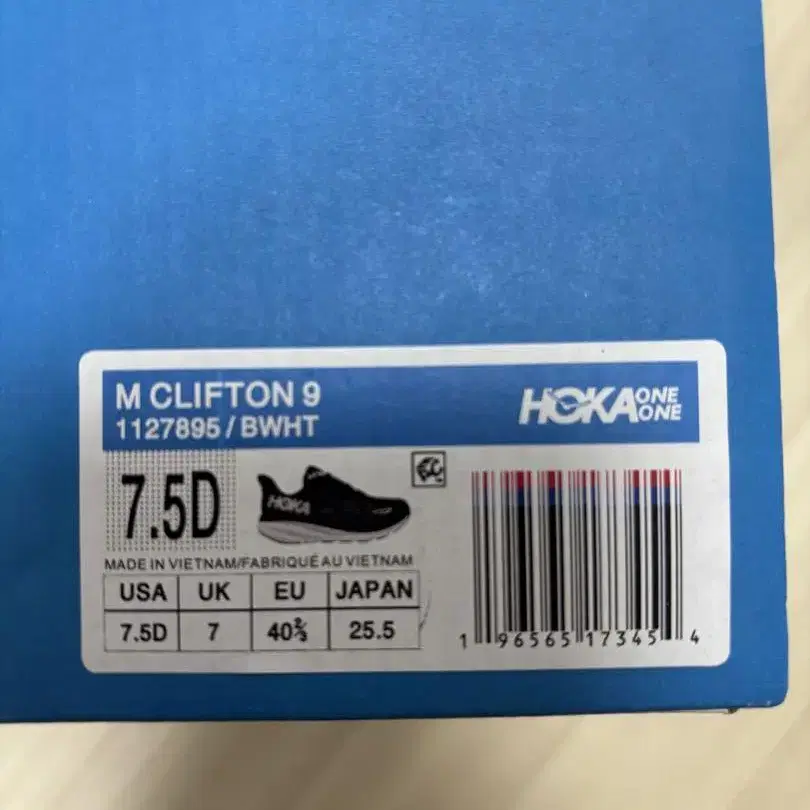 M CLIFTON 9
1127895 / BWHT
HOKA ONE ONE
7.5D
HOKA
MADE IN VIETNAM/FABRIQUÉ AU VIETNAM
USA UK EU JAPAN
7.5D 7 40⅔ 25.5
1 96565 17345 4